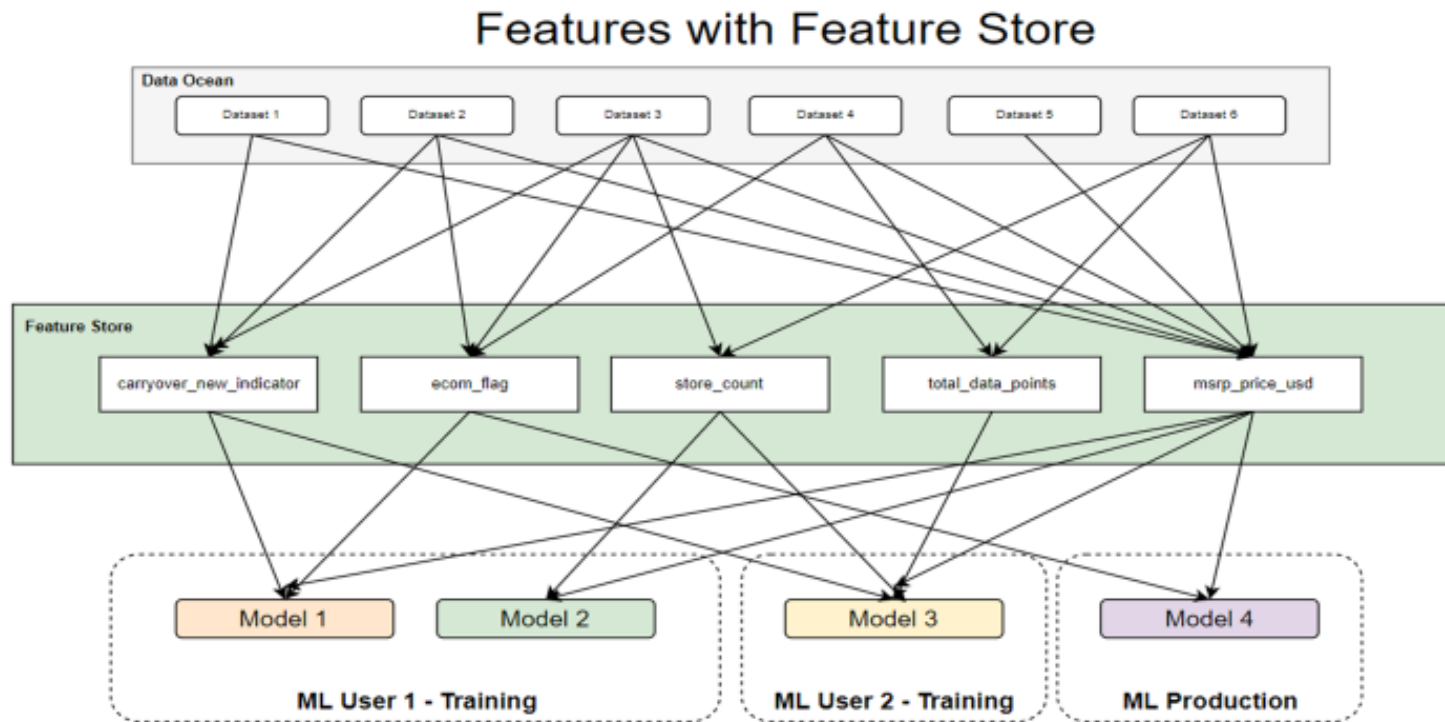 Features with Feature Store
Data Ocean
Dataset 1
Dataset 2
Dataset 3
Dataset 4
Dataset 5
Dataset 6
Feature Store
carryover_new_indicator
ecom_flag
store_count
total_data_points
msrp_price_usd
Model 1
Model 2
Model 3
Model 4
ML User 1 - Training
ML User 2 - Training
ML Production